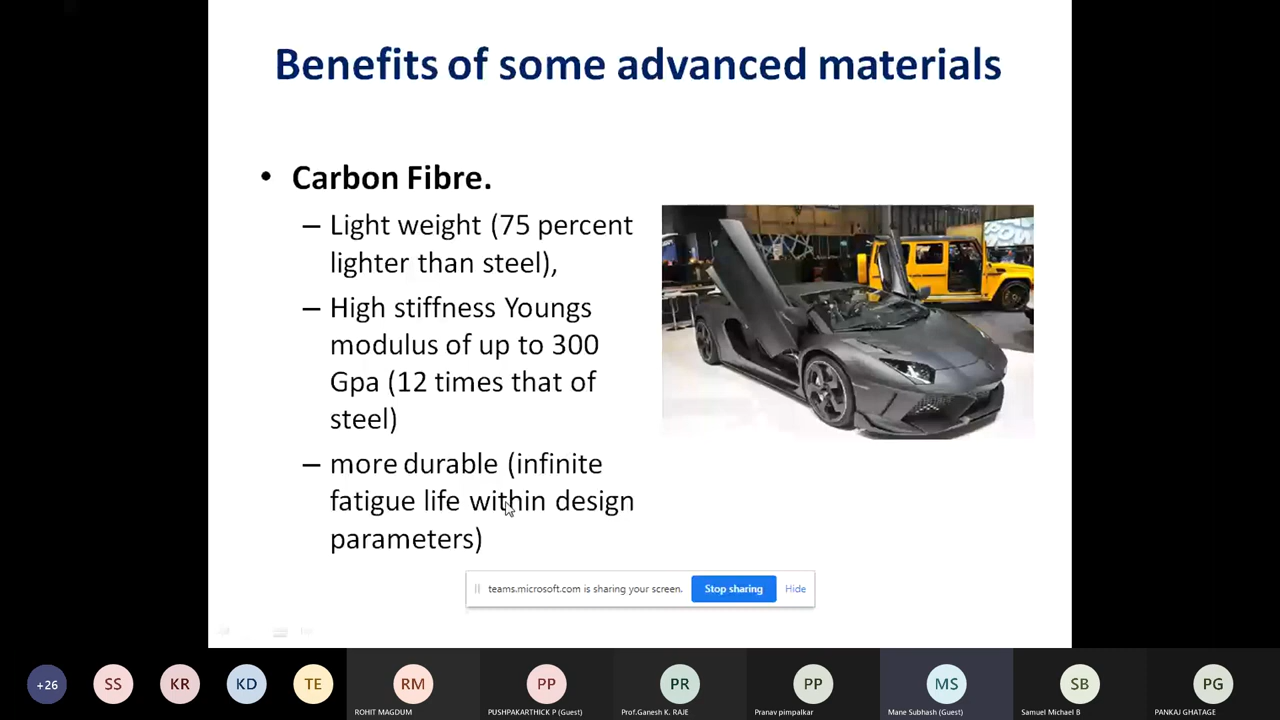 Benefits of some advanced materials
• Carbon Fibre.
– Light weight (75 percent
lighter than steel),
– High stiffness Youngs
modulus of up to 300
Gpa (12 times that of
steel)
– more durable (infinite
fatigue life within design
parameters)
teams.microsoft.com is sharing your screen.
Stop sharing
Hide
+26
SS
KR
KD
TE
RM
PP
PR
PP
MS
SB
PG
ROHIT MAGDUM
PUSHPAKARTHICK P (Guest)
Prof.Ganesh K. RAJE
Pranav pimpalkar
Mane Subhash (Guest)
Samuel Michael B
PANKAJ GHATAGE